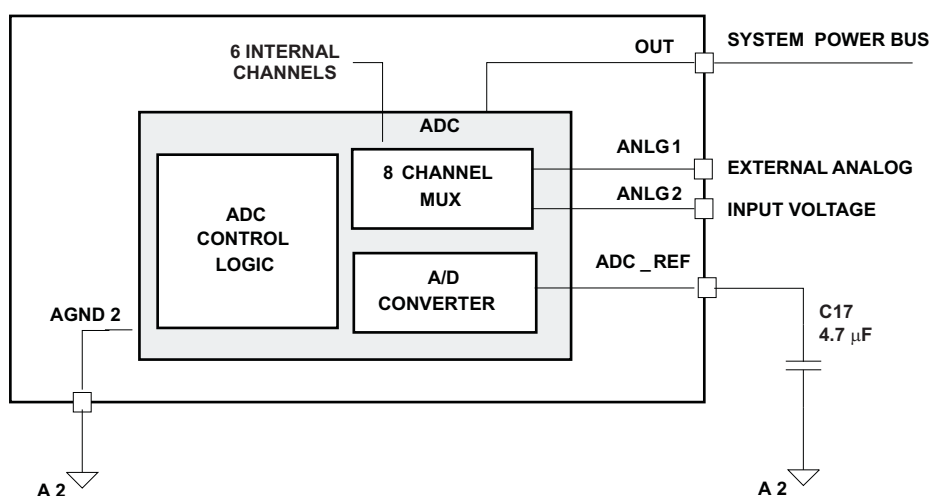 SYSTEM POWER BUS
OUT
6 INTERNAL
CHANNELS
ADC
ANLG1
EXTERNAL ANALOG
8 CHANNEL
MUX
ANLG2
INPUT VOLTAGE
ADC
CONTROL
LOGIC
ADC_REF
A/D
CONVERTER
AGND 2
C17
4.7 μF
A 2
A 2